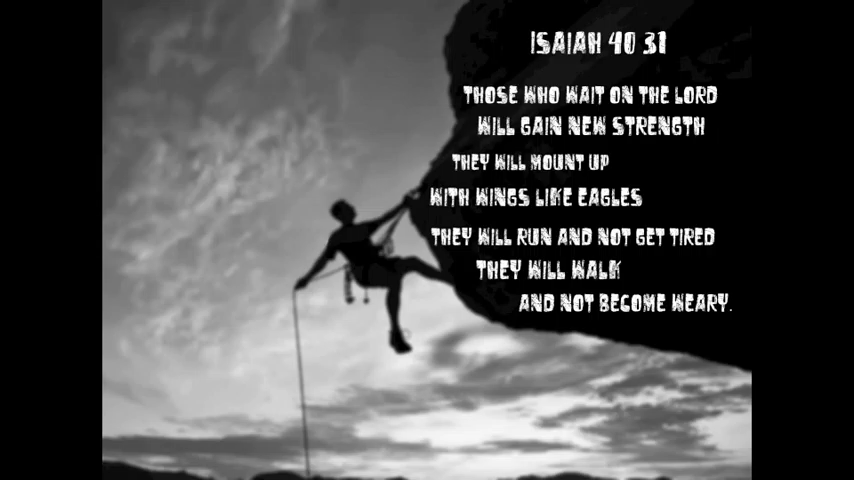 ISAIAH 40 31
THOSE WHO WAIT ON THE LORD
WILL GAIN NEW STRENGTH
THEY WILL MOUNT UP
WITH WINGS LIKE EAGLES
THEY WILL RUN AND NOT GET TIRED
THEY WILL WALK
AND NOT BECOME WEARY.